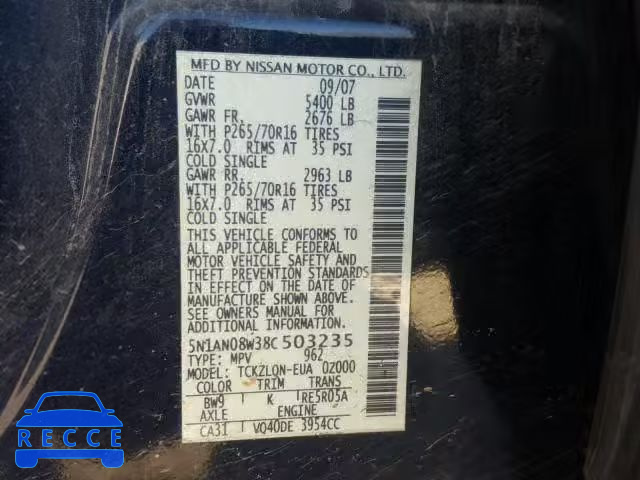 MFD BY NISSAN MOTOR CO., LTD.
DATE 09/07
GVWR 5400 LB
GAWR FR. 2676 LB
WITH P265/70R16 TIRES
16X7.0 RIMS AT 35 PSI
COLD SINGLE
GAWR RR. 2963 LB
WITH P265/70R16 TIRES
16X7.0 RIMS AT 35 PSI
COLD SINGLE
THIS VEHICLE CONFORMS TO
ALL APPLICABLE FEDERAL
MOTOR VEHICLE SAFETY AND
THEFT PREVENTION STANDARDS
IN EFFECT ON THE DATE OF
MANUFACTURE SHOWN ABOVE.
SEE OWNERS MANUAL FOR
ADDITIONAL INFORMATION.
5N1AN08W38C503235
TYPE: MPV 962
MODEL: TCKZLQN-EUA 02000
COLOR TRIM TRANS
BW9 K RE5R05A
AXLE ENGINE
CA31 VQ40DE 3954CC